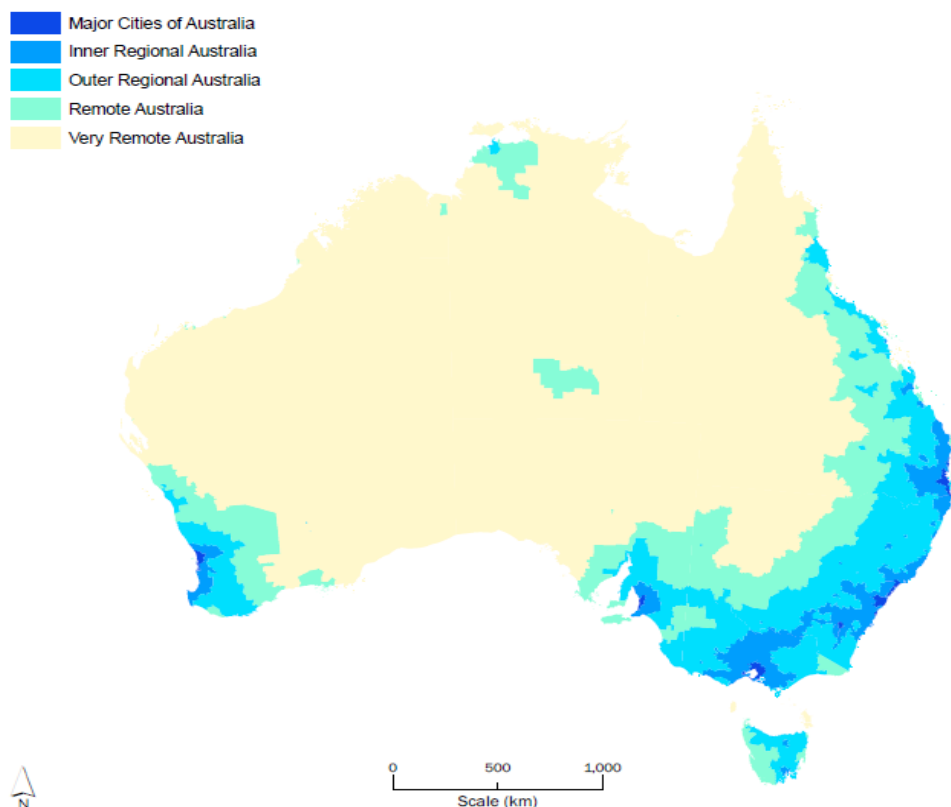 Major Cities of Australia
Inner Regional Australia
Outer Regional Australia
Remote Australia
Very Remote Australia
0 500 1,000
Scale (km)
N